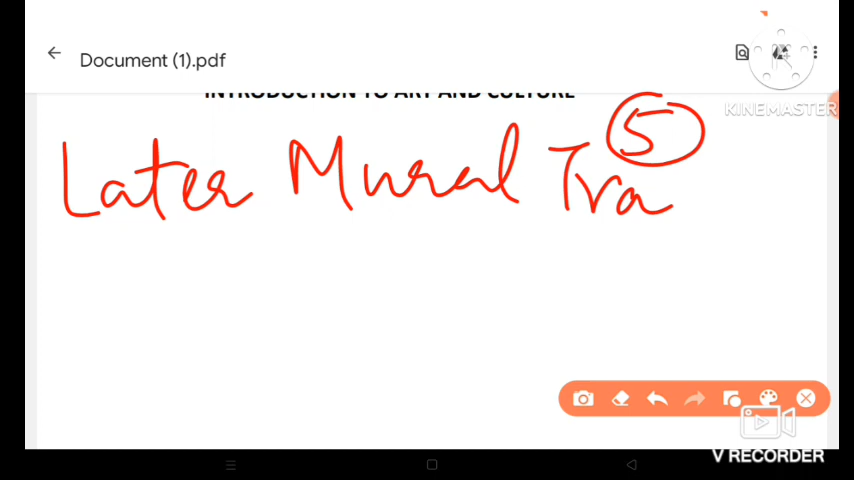 Document (1).pdf
KINEMASTER
INTRODUCTION TO ART AND CULTURE
5
Later Mural Tra
V RECORDER